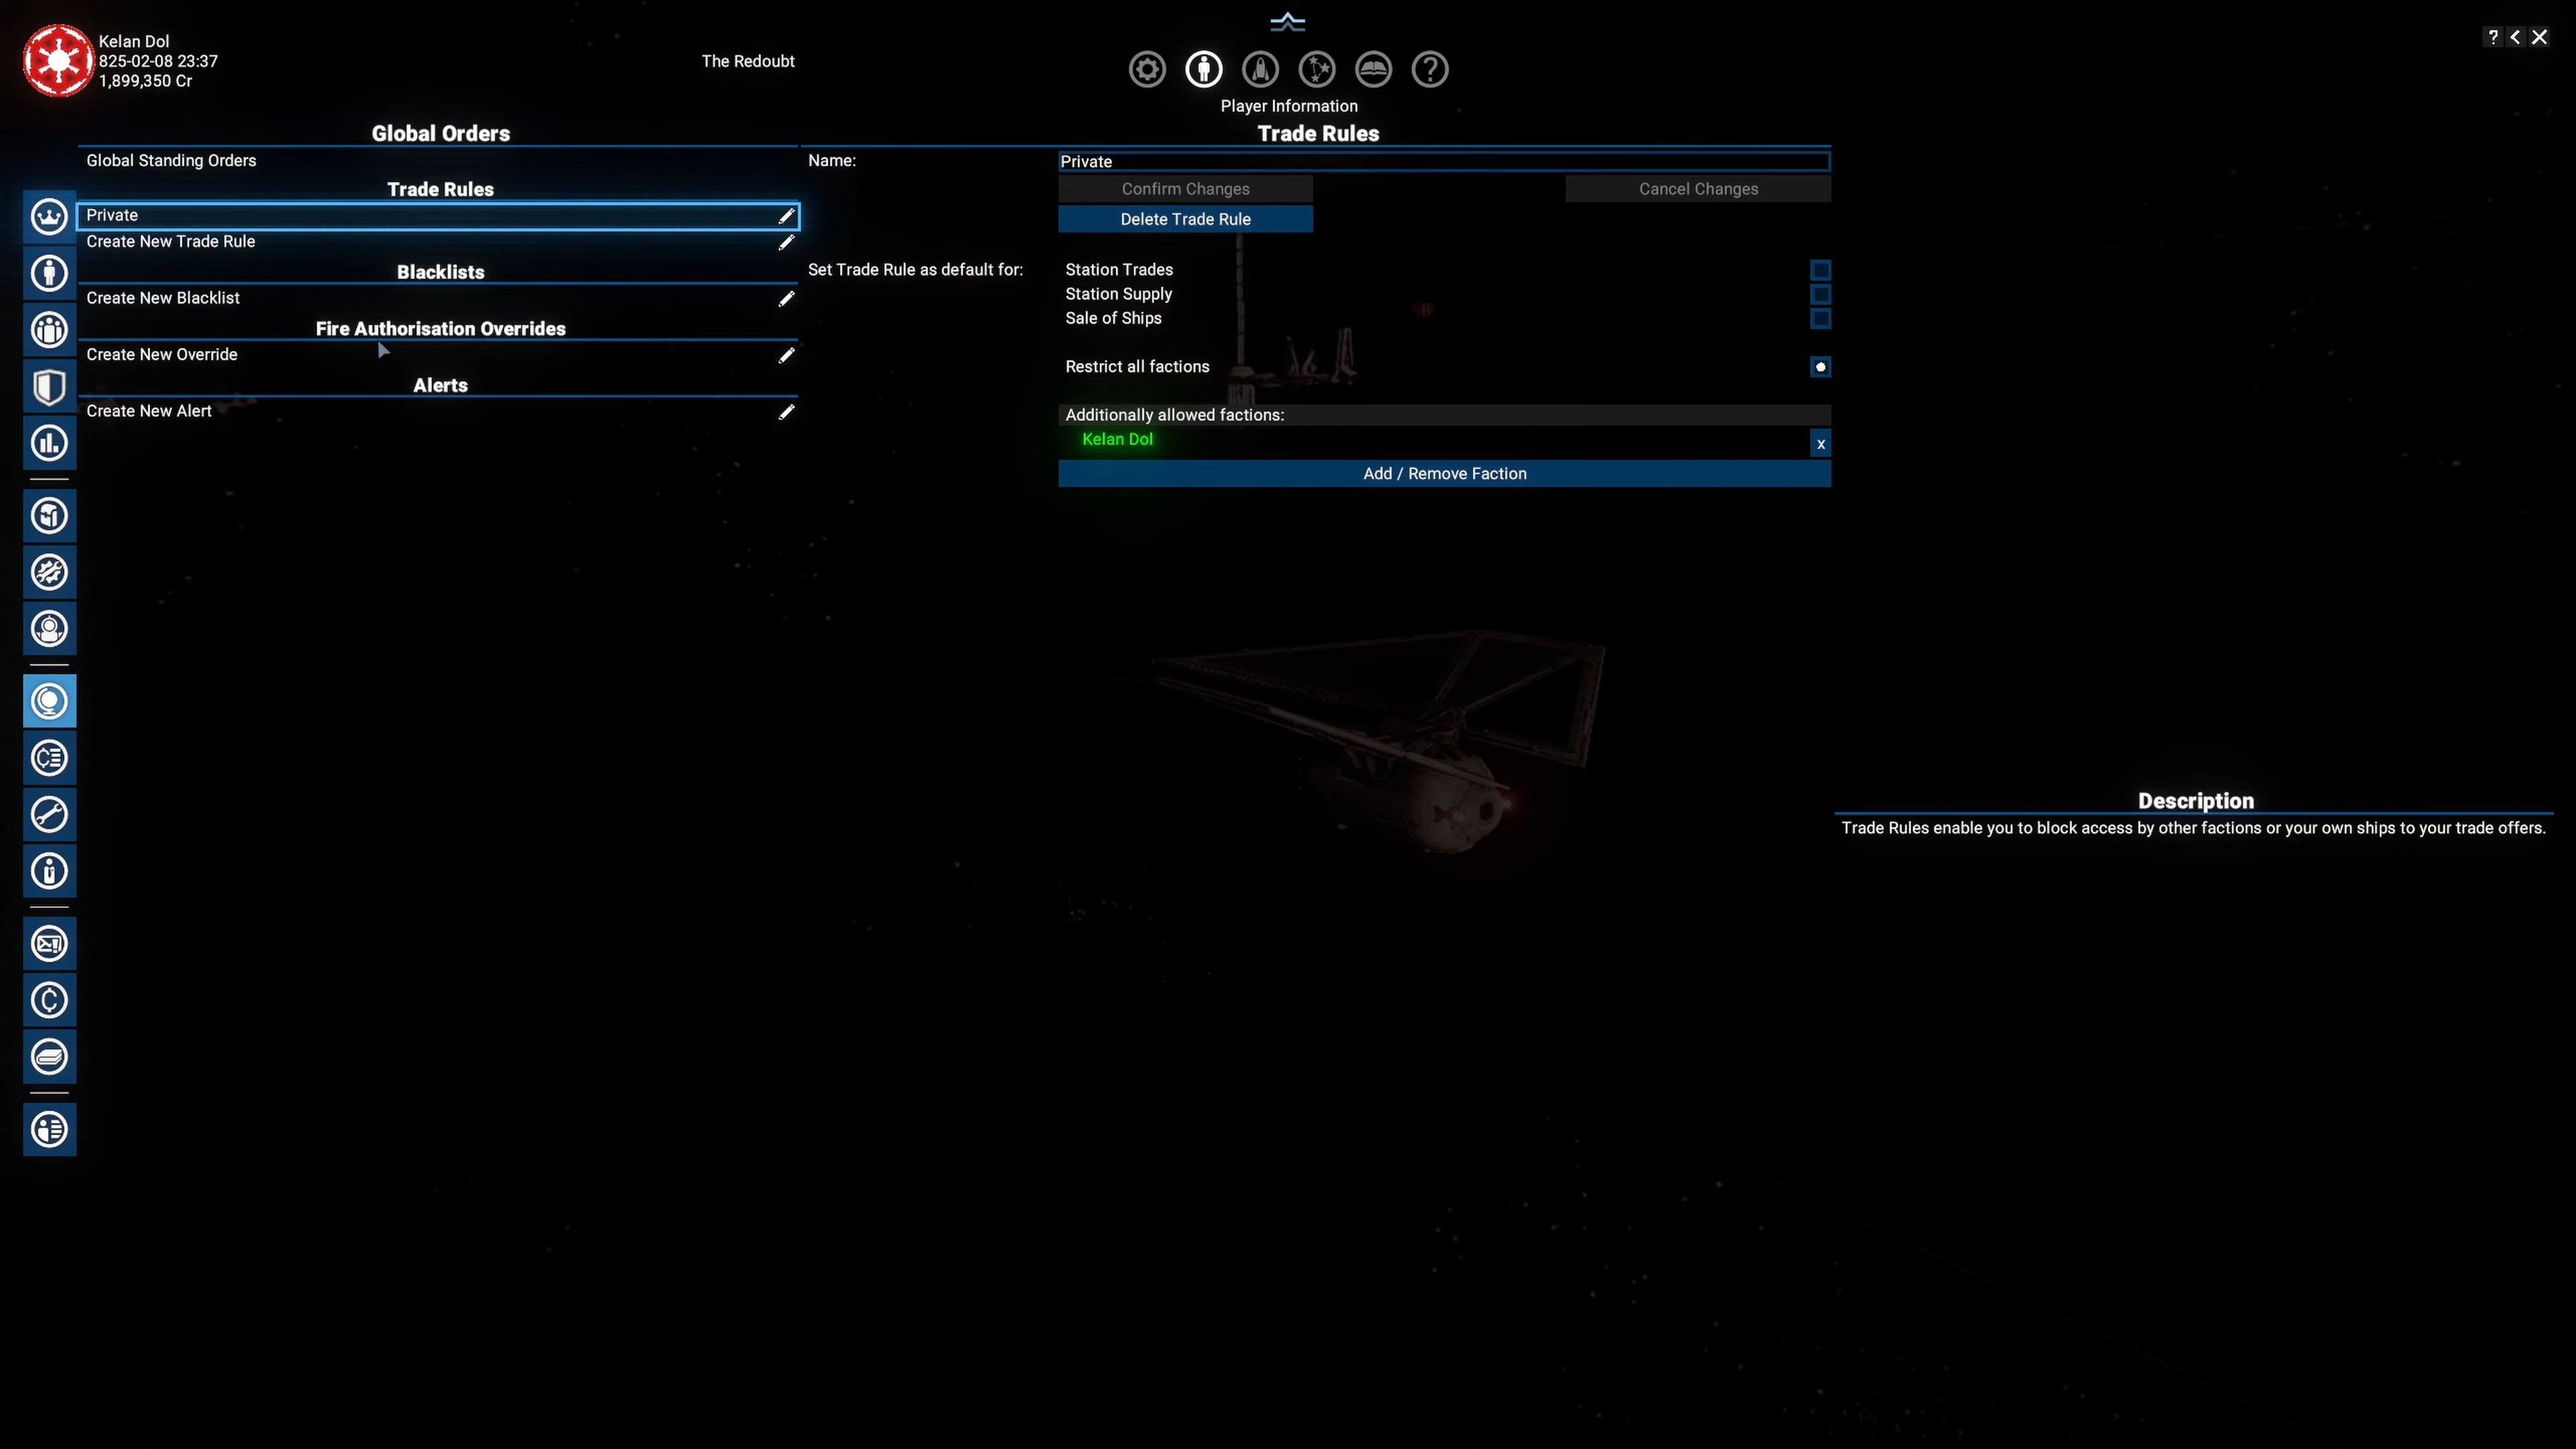 Kelan Dol
825-02-08 23:37
1,899,350 Cr
The Redoubt
Player Information
Global Orders
Global Standing Orders
Trade Rules
Private
Create New Trade Rule
Blacklists
Create New Blacklist
Fire Authorisation Overrides
Create New Override
Alerts
Create New Alert
Trade Rules
Name: Private
Confirm Changes Cancel Changes
Delete Trade Rule
Set Trade Rule as default for: Station Trades
Station Supply
Sale of Ships
Restrict all factions
Additionally allowed factions:
Kelan Dol x
Add / Remove Faction
Description
Trade Rules enable you to block access by other factions or your own ships to your trade offers.